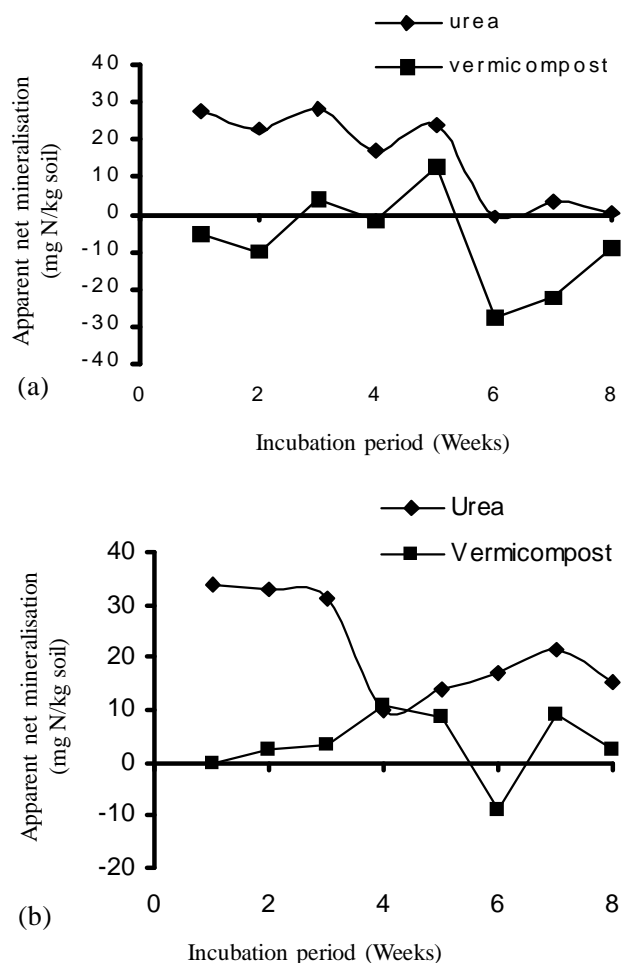 urea
vermicompost
40
30
20
10
0
-10
-20
-30
-40
Apparent net mineralisation
(mg N/kg soil)
(a)
0 2 4 6 8
Incubation period (Weeks)
Urea
Vermicompost
40
30
20
10
0
-10
-20
Apparent net mineralisation
(mg N/kg soil)
(b)
0 2 4 6 8
Incubation period (Weeks)